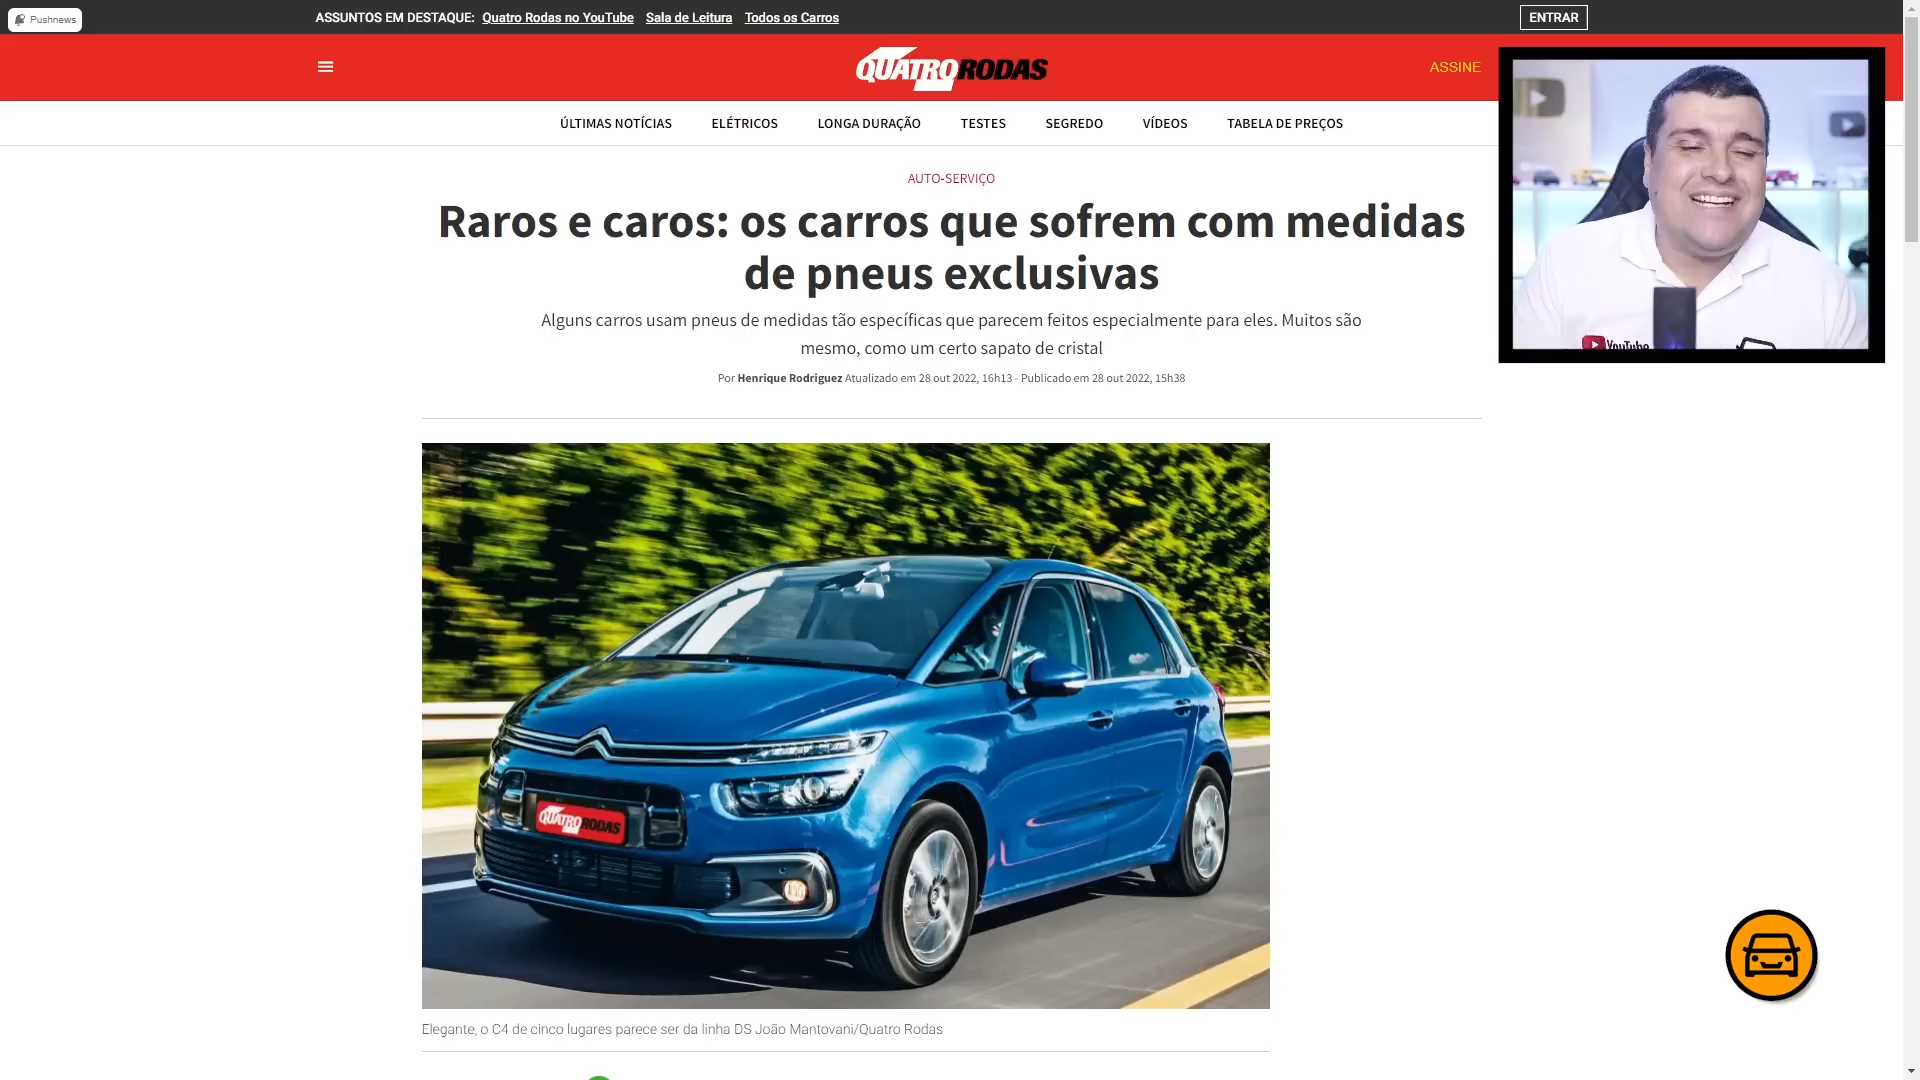 Pushnews
ASSUNTOS EM DESTAQUE: Quatro Rodas no YouTube Sala de Leitura Todos os Carros
ENTRAR
QUATRO RODAS
ASSINE
ÚLTIMAS NOTÍCIAS ELÉTRICOS LONGA DURAÇÃO TESTES SEGREDO VÍDEOS TABELA DE PREÇOS
AUTO-SERVIÇO
Raros e caros: os carros que sofrem com medidas
de pneus exclusivas
Alguns carros usam pneus de medidas tão específicas que parecem feitos especialmente para eles. Muitos são
mesmo, como um certo sapato de cristal
Por Henrique Rodriguez Atualizado em 28 out 2022, 16h13 - Publicado em 28 out 2022, 15h38
YouTube
QUATRO RODAS
Elegante, o C4 de cinco lugares parece ser da linha DS João Mantovani/Quatro Rodas